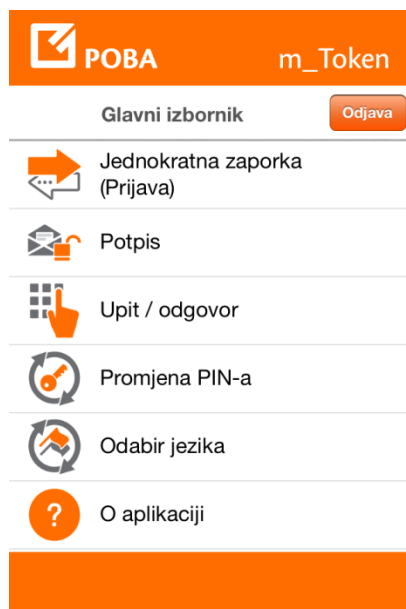 POBA m_Token
Glavni izbornik Odjava
Jednokratna zaporka
(Prijava)
Potpis
Upit / odgovor
Promjena PIN-a
Odabir jezika
? O aplikaciji